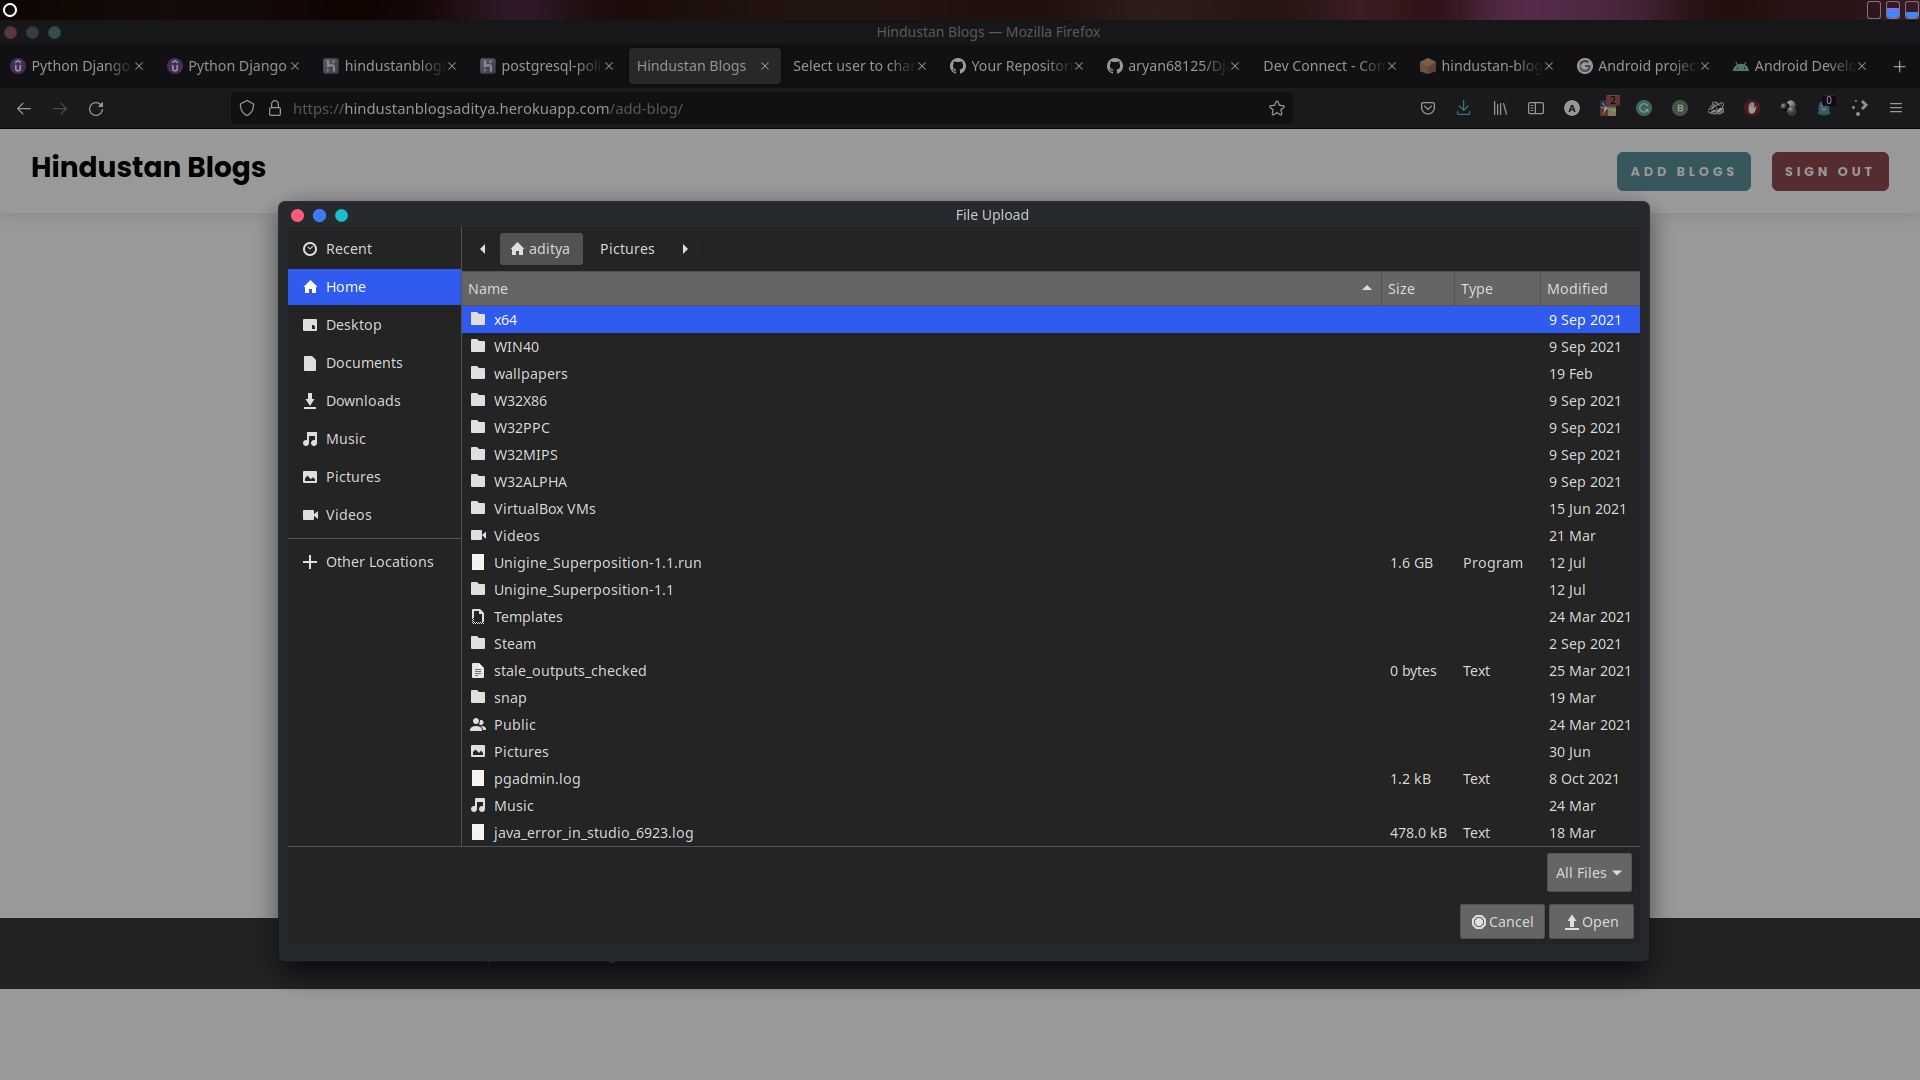 Hindustan Blogs — Mozilla Firefox
Python Django
Python Django
hindustanblog
postgresql-poli
Hindustan Blogs
Select user to cha
Your Repositor
aryan68125/Dj
Dev Connect - Con
hindustan-blog
Android projec
Android Develo
https://hindustanblogsaditya.herokuapp.com/add-blog/
2
0
Hindustan Blogs
ADD BLOGS
SIGN OUT
File Upload
Recent
Home
Desktop
Documents
Downloads
Music
Pictures
Videos
Other Locations
aditya
Pictures
Name Size Type Modified
x64 9 Sep 2021
WIN40 9 Sep 2021
wallpapers 19 Feb
W32X86 9 Sep 2021
W32PPC 9 Sep 2021
W32MIPS 9 Sep 2021
W32ALPHA 9 Sep 2021
VirtualBox VMs 15 Jun 2021
Videos 21 Mar
Unigine_Superposition-1.1.run 1.6 GB Program 12 Jul
Unigine_Superposition-1.1 12 Jul
Templates 24 Mar 2021
Steam 2 Sep 2021
stale_outputs_checked 0 bytes Text 25 Mar 2021
snap 19 Mar
Public 24 Mar 2021
Pictures 30 Jun
pgadmin.log 1.2 kB Text 8 Oct 2021
Music 24 Mar
java_error_in_studio_6923.log 478.0 kB Text 18 Mar
All Files
Cancel
Open